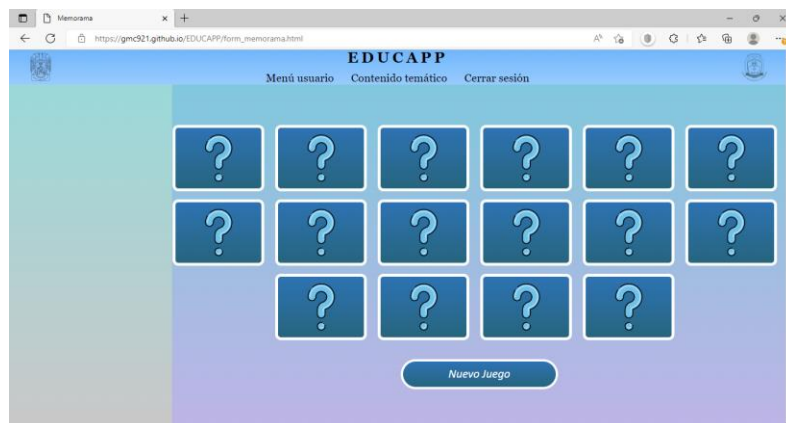 Memorama
https://gmc921.github.io/EDUCAPP/form_memorama.html
EDUCAPP
Menú usuario Contenido temático Cerrar sesión
? ? ? ? ? ?
? ? ? ? ? ?
? ? ? ?
Nuevo Juego